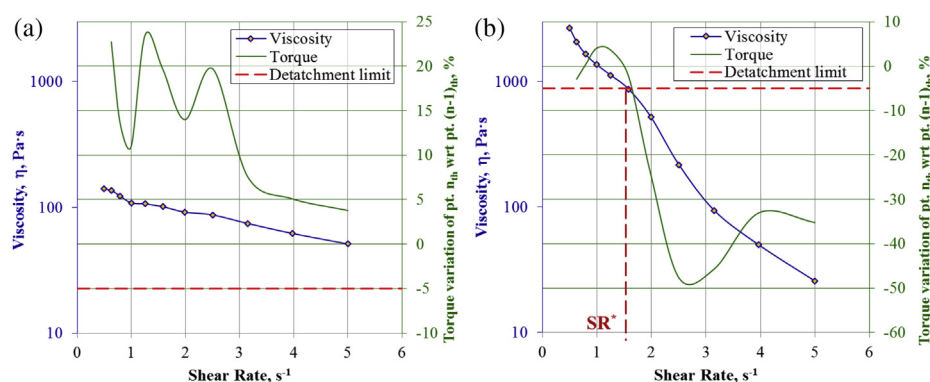 (a)
Viscosity
Torque
Detatchment limit
1000
100
10
Viscosity, η, Pa·s
25
20
15
10
5
0
-5
-10
Torque variation of pt. nth wrt pt. (n-1)th, %
0 1 2 3 4 5 6
Shear Rate, s⁻¹
(b)
Viscosity
Torque
Detatchment limit
1000
100
10
Viscosity, η, Pa·s
10
0
-10
-20
-30
-40
-50
-60
Torque variation of pt. nth wrt pt. (n-1)th, %
SR*
0 1 2 3 4 5 6
Shear Rate, s⁻¹